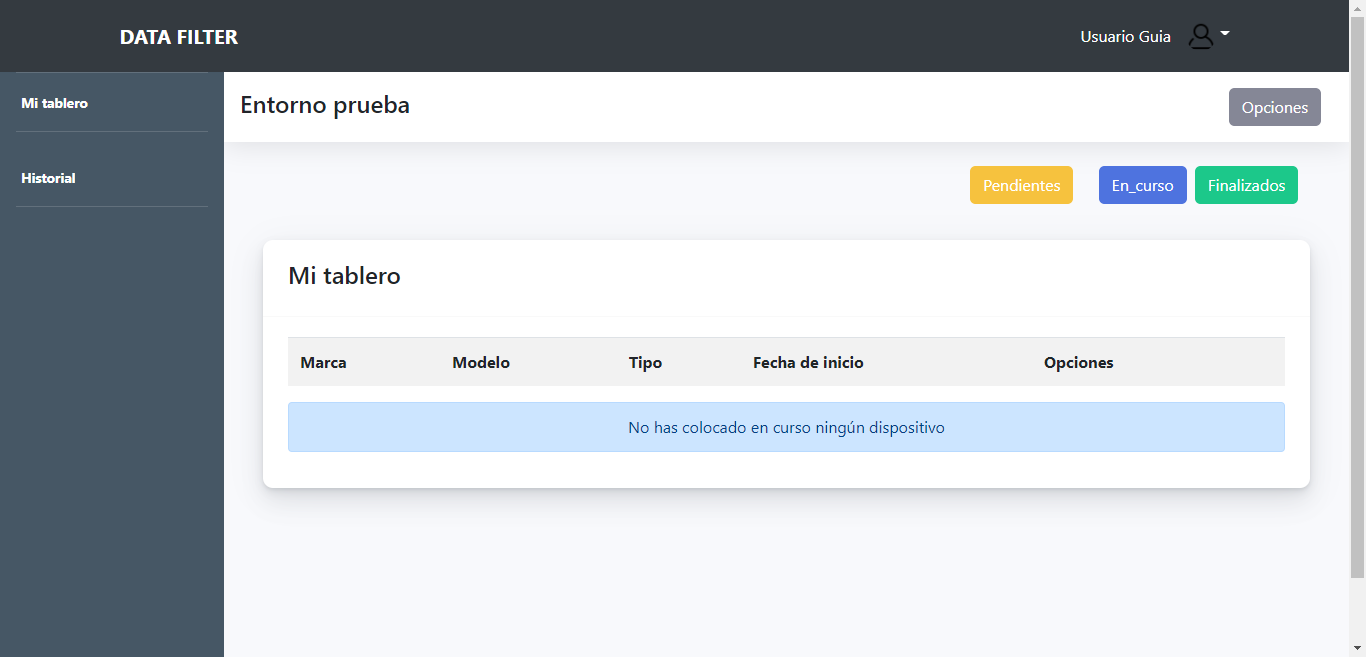 DATA FILTER
Usuario Guia
Mi tablero
Historial
Entorno prueba
Opciones
Pendientes
En_curso
Finalizados
Mi tablero
Marca Modelo Tipo Fecha de inicio Opciones
No has colocado en curso ningún dispositivo